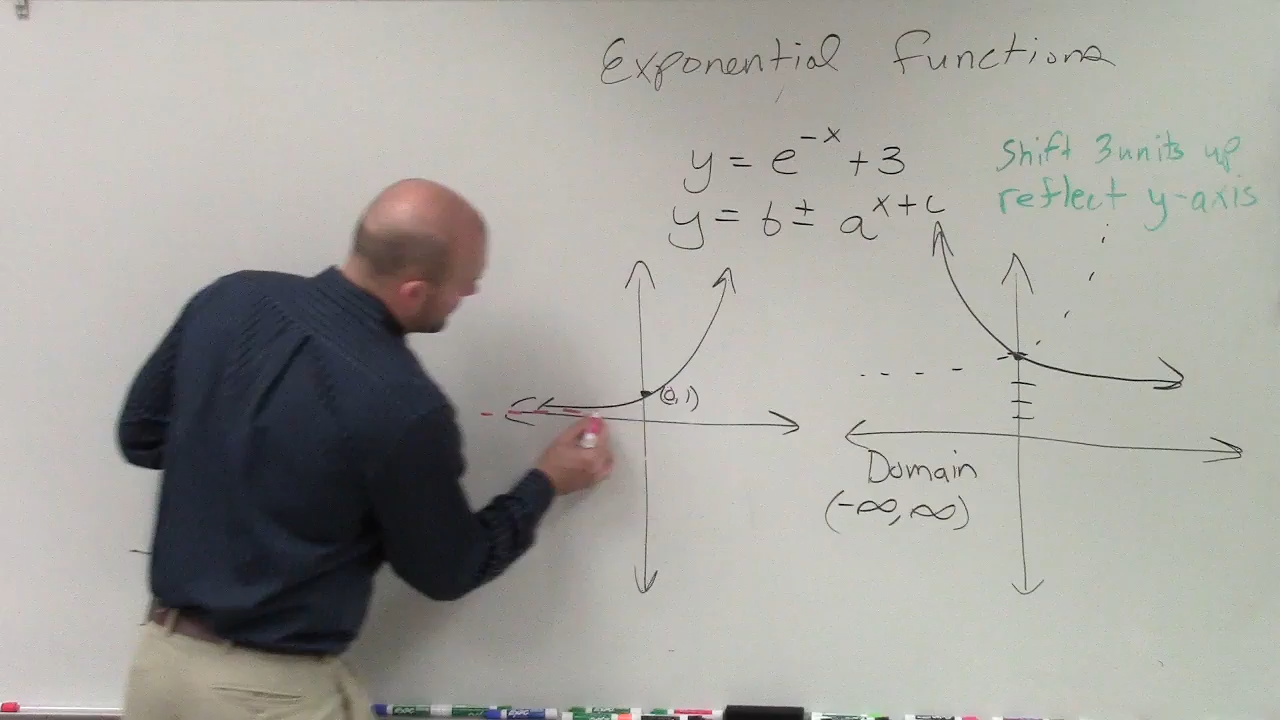 Exponential functions
y = e^-x + 3
y = b ± a^x+c
Shift 3 units up
reflect y-axis
(0,1)
Domain
(-∞, ∞)